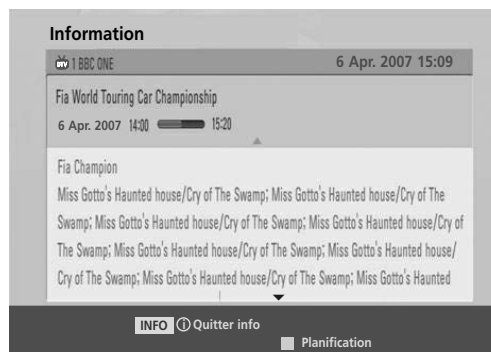 Information
DTV 1 BBC ONE 6 Apr. 2007 15:09
Fia World Touring Car Championship
6 Apr. 2007 14:00 15:20
Fia Champion
Miss Gotto's Haunted house/Cry of The Swamp; Miss Gotto's Haunted house/Cry of The
Swamp; Miss Gotto's Haunted house/Cry of The Swamp; Miss Gotto's Haunted house/Cry of
The Swamp; Miss Gotto's Haunted house/Cry of The Swamp; Miss Gotto's Haunted house/
Cry of The Swamp; Miss Gotto's Haunted house/Cry of The Swamp; Miss Gotto's Haunted
INFO i Quitter info
Planification